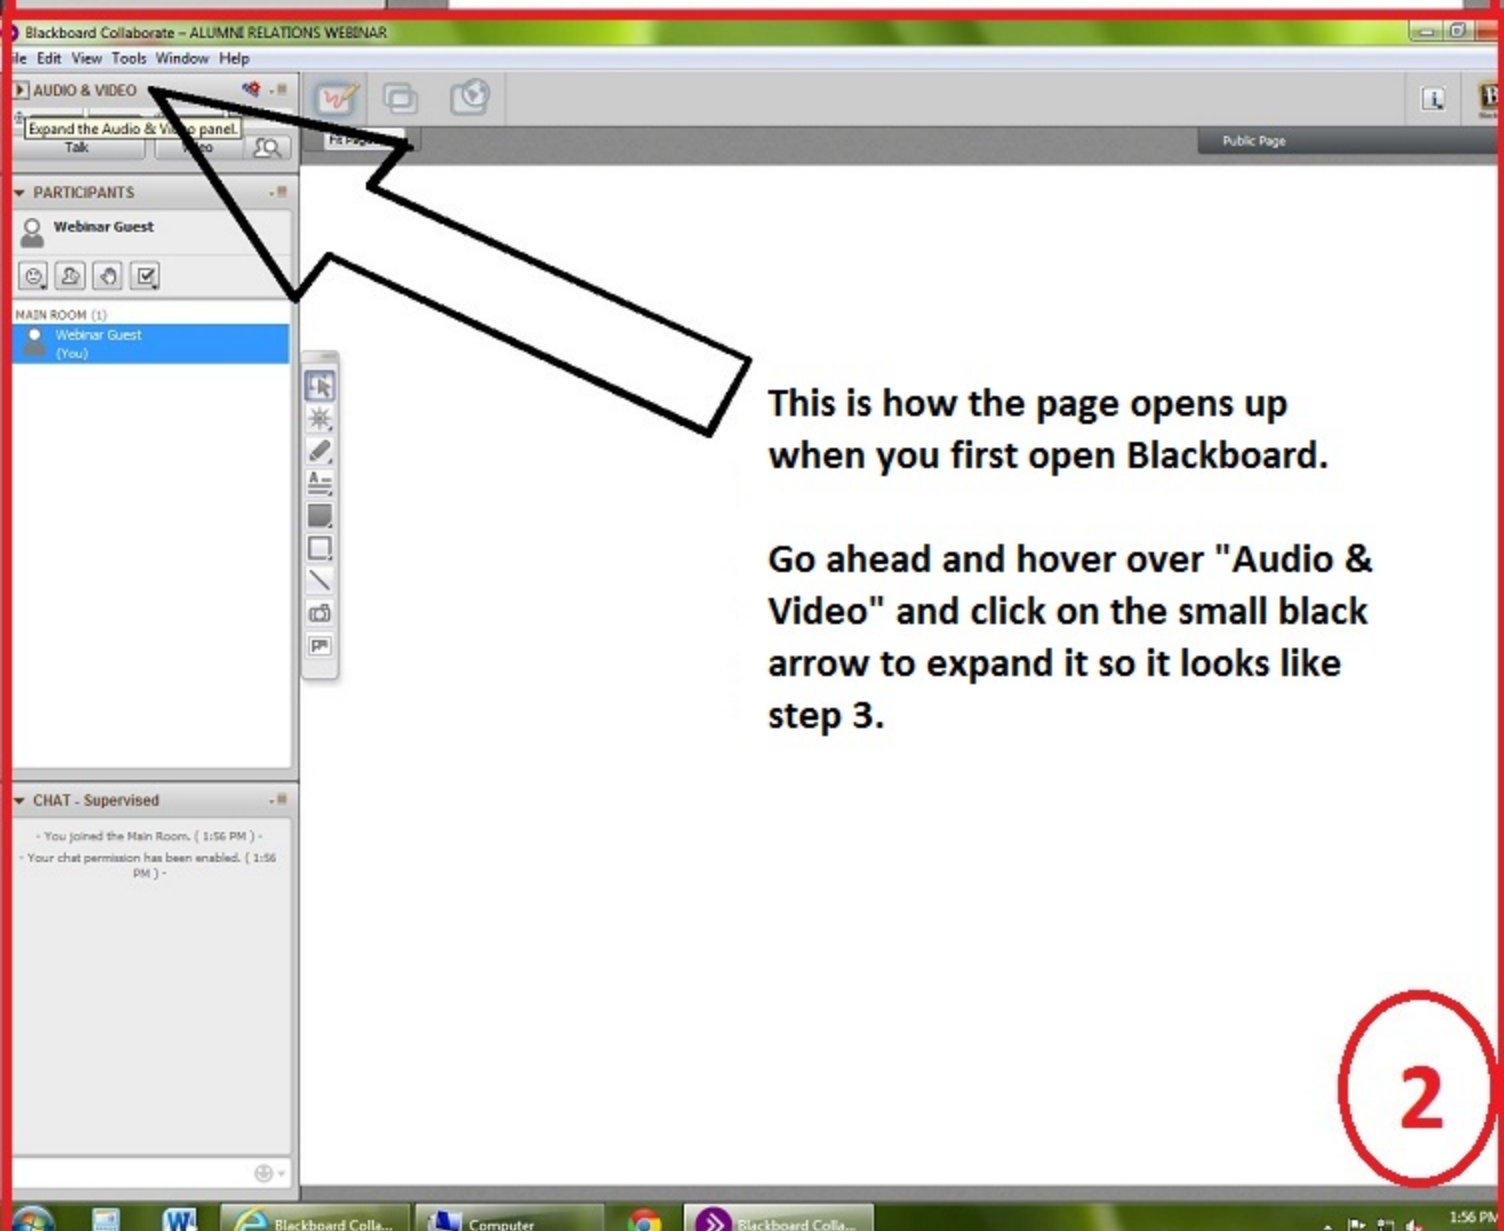 Blackboard Collaborate – ALUMNI RELATIONS WEBINAR
Edit View Tools Window Help
AUDIO & VIDEO
Expand the Audio & Video panel.
Talk
Public Page
PARTICIPANTS
Webinar Guest
MAIN ROOM (1)
Webinar Guest
(You)
This is how the page opens up
when you first open Blackboard.
Go ahead and hover over "Audio &
Video" and click on the small black
arrow to expand it so it looks like
step 3.
CHAT - Supervised
- You joined the Main Room. ( 1:56 PM ) -
- Your chat permission has been enabled. ( 1:56
PM ) -
2
Blackboard Colla...
Computer
Blackboard Colla...
1:56 PM